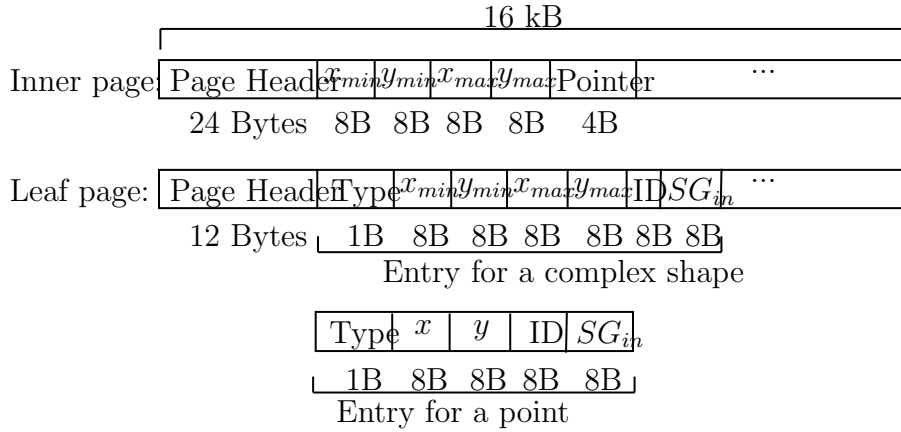 16 kB
Inner page: Page Header x_min y_min x_max y_max Pointer ...
24 Bytes 8B 8B 8B 8B 4B
Leaf page: Page Header Type x_min y_min x_max y_max ID SG_in ...
12 Bytes 1B 8B 8B 8B 8B 8B 8B
Entry for a complex shape
Type x y ID SG_in
1B 8B 8B 8B 8B
Entry for a point